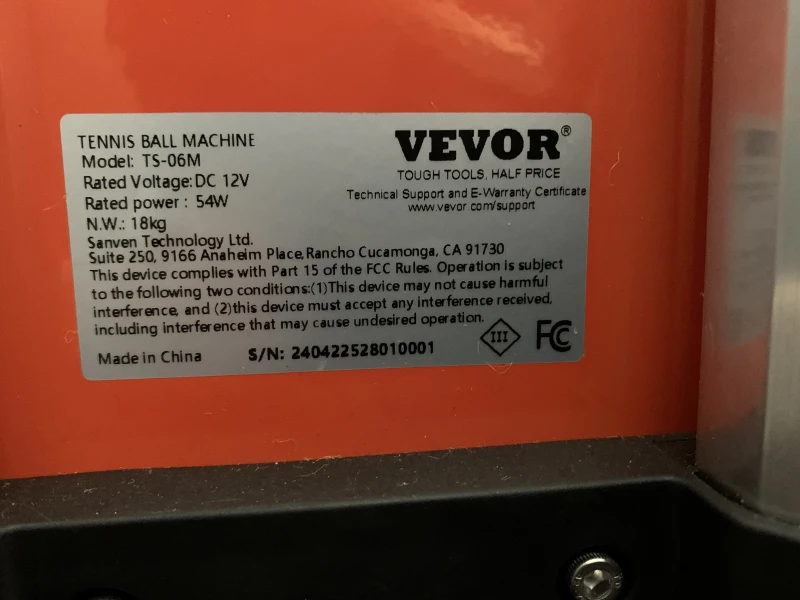 TENNIS BALL MACHINE
Model: TS-06M
Rated Voltage: DC 12V
Rated power : 54W
N.W.: 18kg
VEVOR®
TOUGH TOOLS, HALF PRICE
Technical Support and E-Warranty Certificate
www.vevor.com/support
Sanven Technology Ltd.
Suite 250, 9166 Anaheim Place, Rancho Cucamonga, CA 91730
This device complies with Part 15 of the FCC Rules. Operation is subject
to the following two conditions:(1)This device may not cause harmful
interference, and (2)this device must accept any interference received,
including interference that may cause undesired operation.
Made in China
S/N: 240422528010001
III
FC